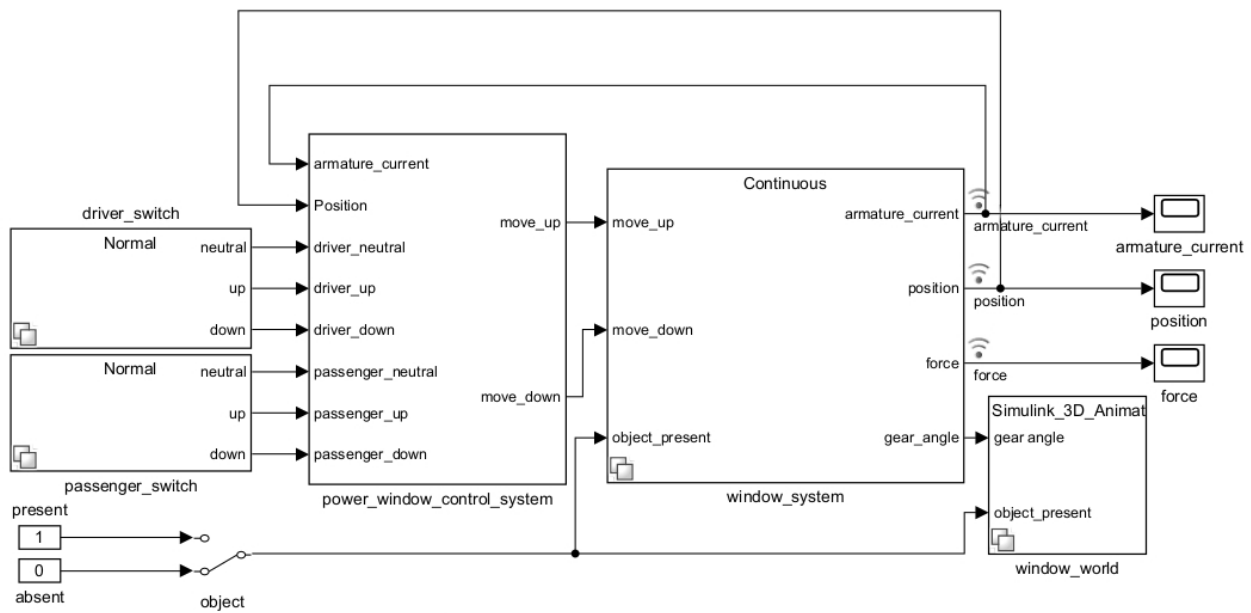 driver_switch
Normal
neutral
up
down
Normal
neutral
up
down
passenger_switch
present
1
0
absent
object
armature_current
Position
driver_neutral
driver_up
driver_down
passenger_neutral
passenger_up
passenger_down
move_up
move_down
power_window_control_system
Continuous
move_up
move_down
object_present
armature_current
position
force
gear_angle
window_system
armature_current
position
force
armature_current
position
force
Simulink_3D_Animat
gear angle
object_present
window_world